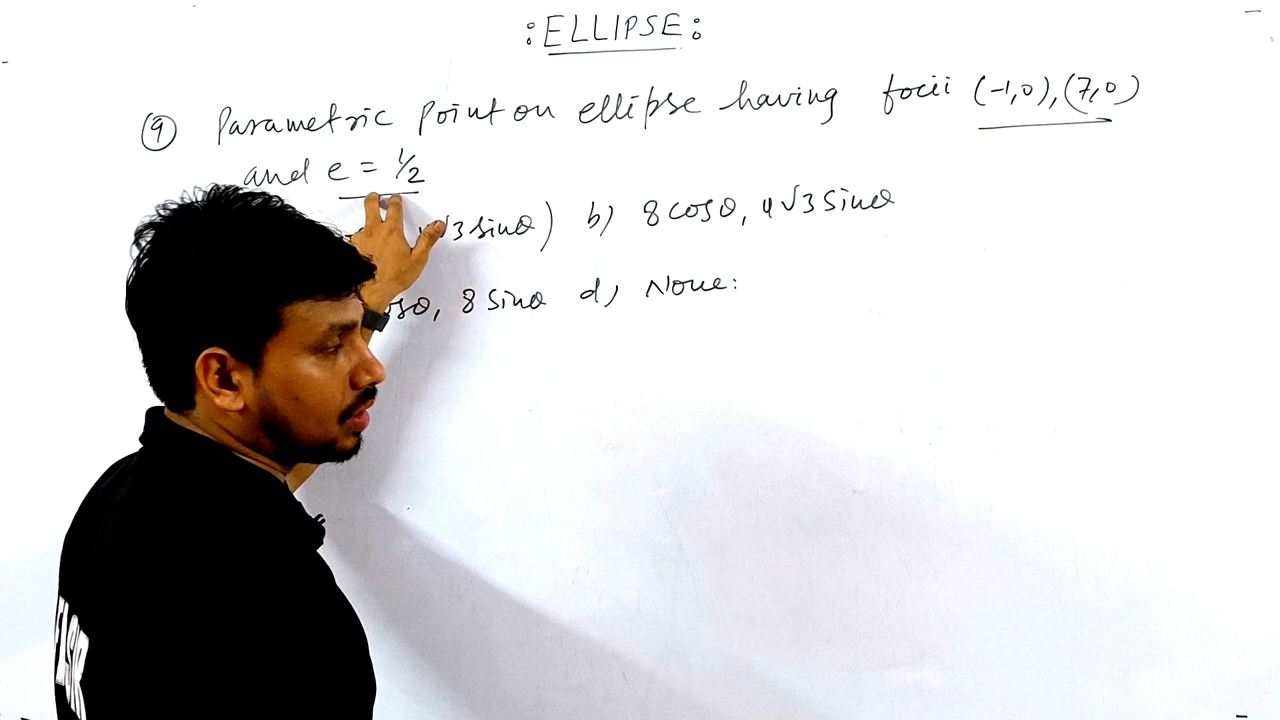 :ELLIPSE:
⑨ Parametric point on ellipse having focii (-1,0), (7,0)
and e = 1/2
√3 sinθ) b) 8 cosθ, 4√3 sinθ
osθ, 8 sinθ d) None: